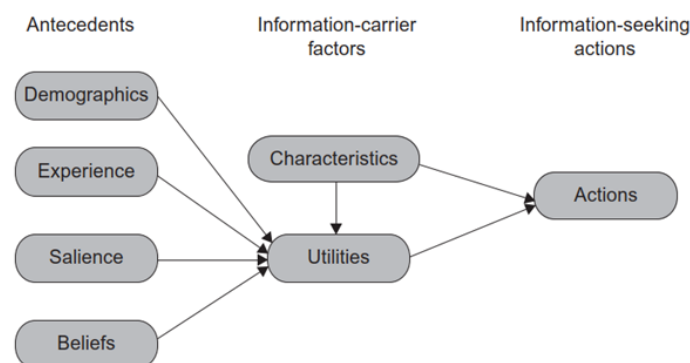 Antecedents
Information-carrier
factors
Information-seeking
actions
Demographics
Experience
Characteristics
Actions
Salience
Utilities
Beliefs